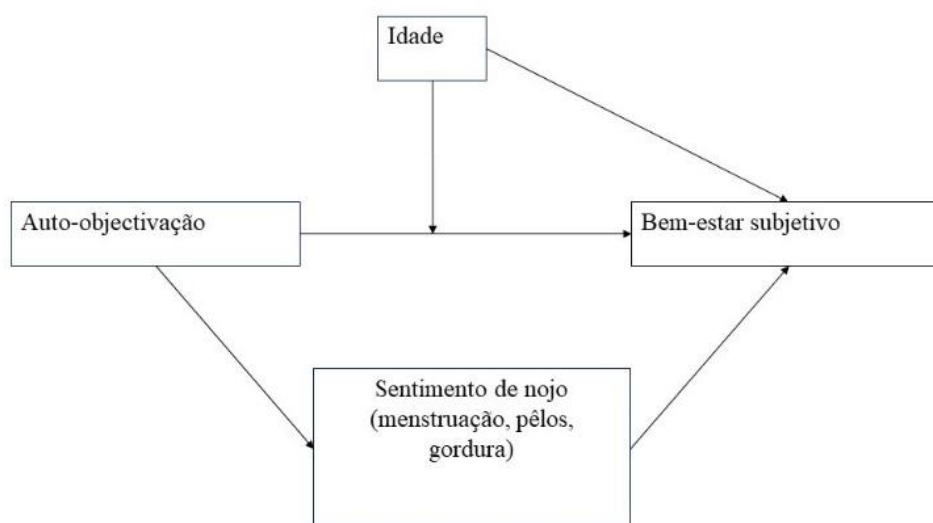 Idade
Auto-objectivação
Bem-estar subjetivo
Sentimento de nojo
(menstruação, pêlos,
gordura)